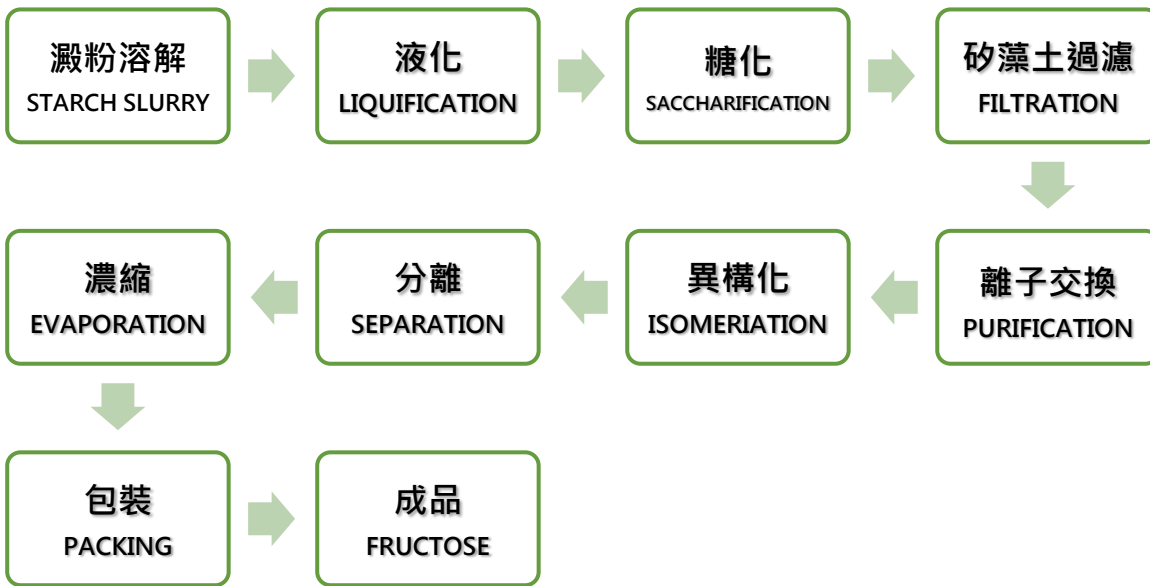 澱粉溶解
STARCH SLURRY
液化
LIQUIFICATION
糖化
SACCHARIFICATION
矽藻土過濾
FILTRATION
離子交換
PURIFICATION
異構化
ISOMERIATION
分離
SEPARATION
濃縮
EVAPORATION
包裝
PACKING
成品
FRUCTOSE